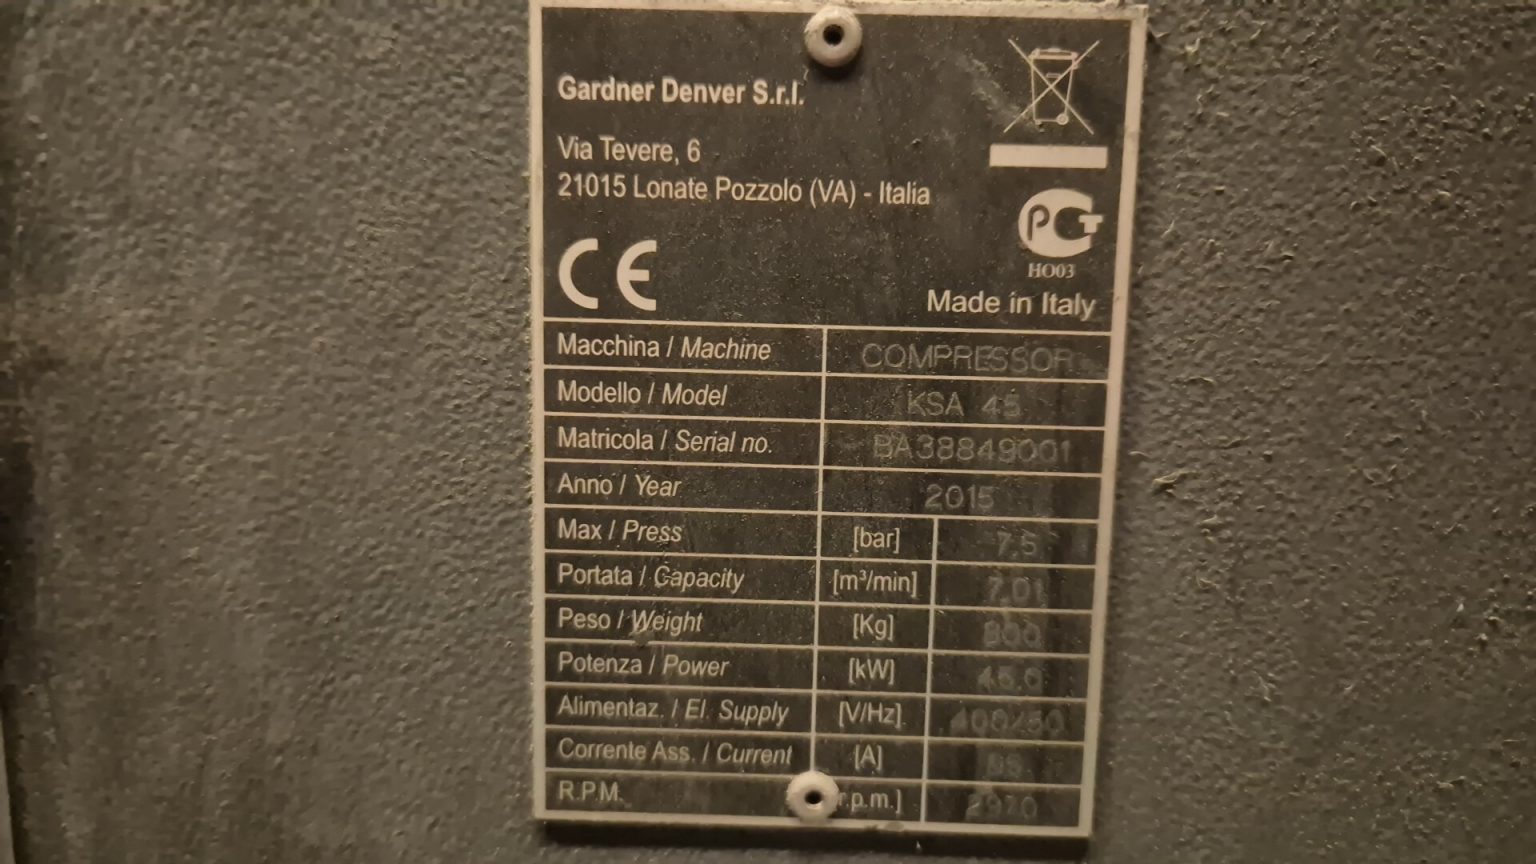 Gardner Denver S.r.l.
Via Tevere, 6
21015 Lonate Pozzolo (VA) - Italia
PCT
HO03
CE
Made in Italy
Macchina / Machine COMPRESSOR
Modello / Model KSA 45
Matricola / Serial no. BA38849001
Anno / Year 2015
Max / Press [bar] 7.5
Portata / Capacity [m³/min] 7.01
Peso / Weight [Kg]
Potenza / Power [kW] 45.0
Alimentaz. / El. Supply [V/Hz] 400/50
Corrente Ass. / Current [A]
R.P.M. r.p.m.] 2970